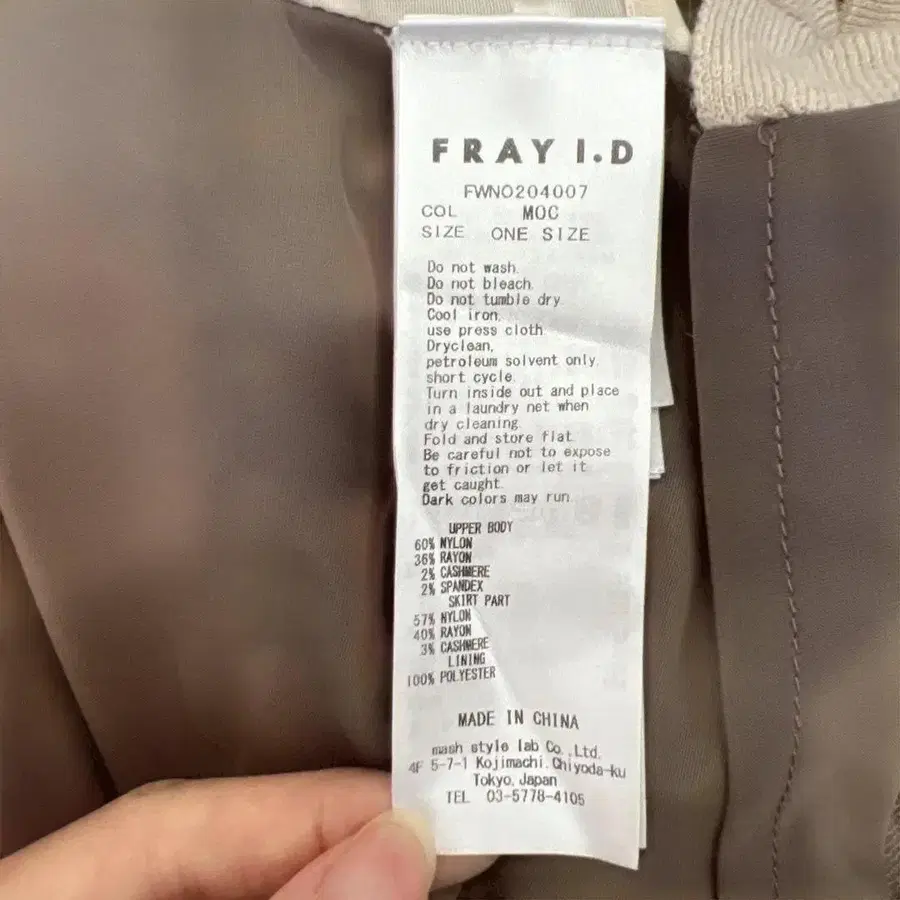 FRAY I.D
FWNO204007
COL MOC
SIZE ONE SIZE
Do not wash.
Do not bleach.
Do not tumble dry.
Cool iron,
use press cloth.
Dryclean,
petroleum solvent only.
short cycle.
Turn inside out and place
in a laundry net when
dry cleaning.
Fold and store flat.
Be careful not to expose
to friction or let it
get caught.
Dark colors may run.
UPPER BODY
60% NYLON
36% RAYON
2% CASHMERE
2% SPANDEX
SKIRT PART
57% NYLON
40% RAYON
3% CASHMERE
LINING
100% POLYESTER
MADE IN CHINA
mash style lab Co.,Ltd.
4F 5-7-1 Kojimachi,Chiyoda-ku
Tokyo,Japan
TEL 03-5778-4105